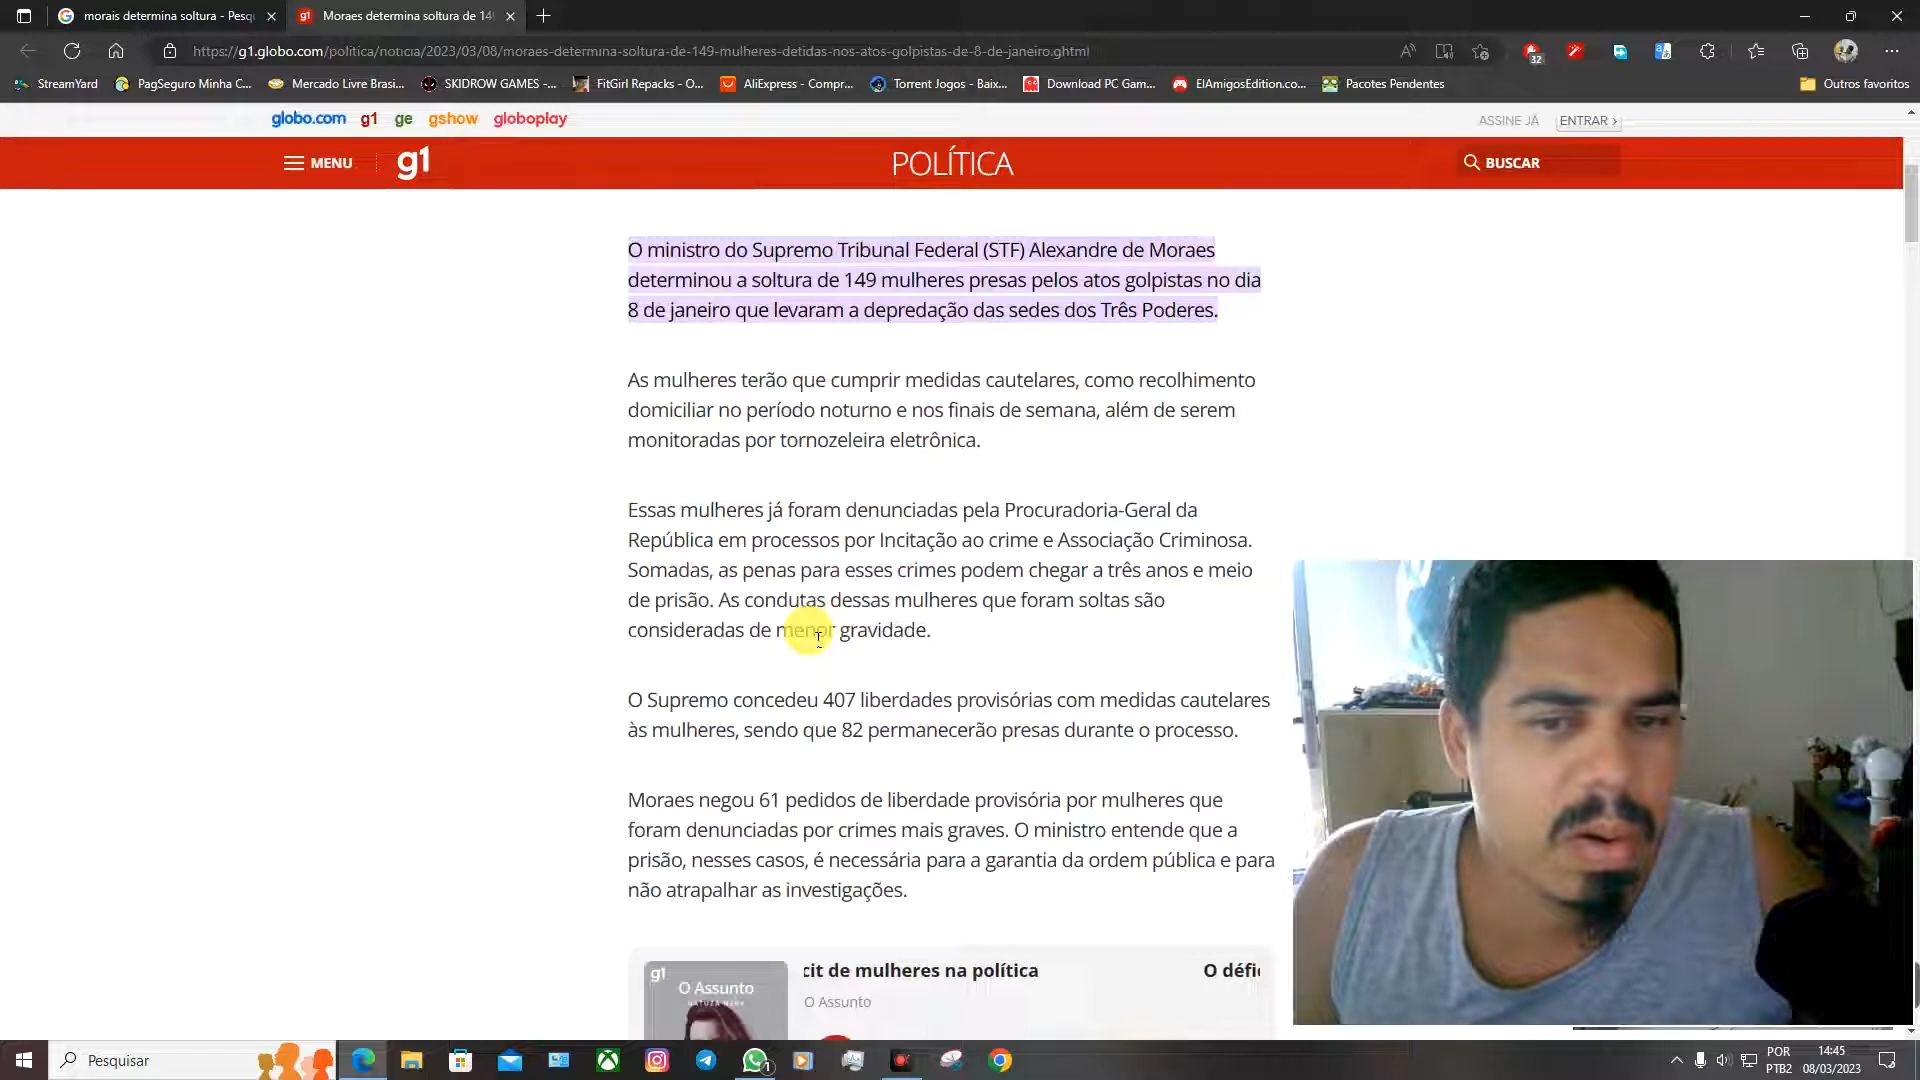 morais determina soltura - Pesqu
Moraes determina soltura de 149
https://g1.globo.com/politica/noticia/2023/03/08/moraes-determina-soltura-de-149-mulheres-detidas-nos-atos-golpistas-de-8-de-janeiro.ghtml
32
StreamYard
PagSeguro Minha C...
Mercado Livre Brasi...
SKIDROW GAMES -...
FitGirl Repacks - O...
AliExpress - Compr...
Torrent Jogos - Baix...
Download PC Gam...
ElAmigosEdition.co...
Pacotes Pendentes
Outros favoritos
globo.com g1 ge gshow globoplay
ASSINE JÁ ENTRAR ›
MENU g1 POLÍTICA BUSCAR
O ministro do Supremo Tribunal Federal (STF) Alexandre de Moraes
determinou a soltura de 149 mulheres presas pelos atos golpistas no dia
8 de janeiro que levaram a depredação das sedes dos Três Poderes.
As mulheres terão que cumprir medidas cautelares, como recolhimento
domiciliar no período noturno e nos finais de semana, além de serem
monitoradas por tornozeleira eletrônica.
Essas mulheres já foram denunciadas pela Procuradoria-Geral da
República em processos por Incitação ao crime e Associação Criminosa.
Somadas, as penas para esses crimes podem chegar a três anos e meio
de prisão. As condutas dessas mulheres que foram soltas são
consideradas de menor gravidade.
O Supremo concedeu 407 liberdades provisórias com medidas cautelares
às mulheres, sendo que 82 permanecerão presas durante o processo.
Moraes negou 61 pedidos de liberdade provisória por mulheres que
foram denunciadas por crimes mais graves. O ministro entende que a
prisão, nesses casos, é necessária para a garantia da ordem pública e para
não atrapalhar as investigações.
g1
O Assunto
NATUZA NERY
cit de mulheres na política
O défi
O Assunto
Pesquisar
1
POR
PTB2
14:45
08/03/2023